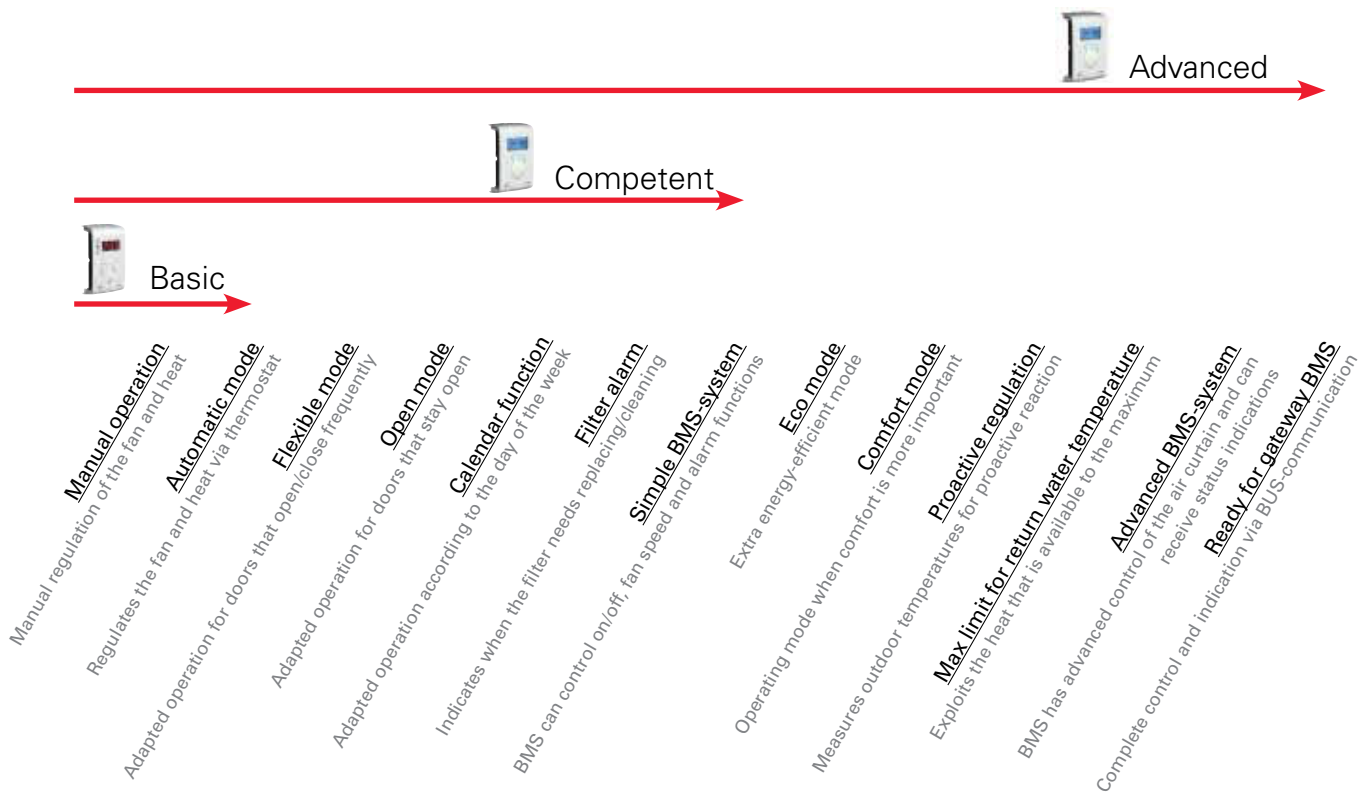 Advanced
Competent
Basic
Manual operation
Manual regulation of the fan and heat
Automatic mode
Regulates the fan and heat via thermostat
Flexible mode
Adapted operation for doors that open/close frequently
Open mode
Adapted operation for doors that stay open
Calendar function
Adapted operation according to the day of the week
Filter alarm
Indicates when the filter needs replacing/cleaning
Simple BMS-system
BMS can control on/off, fan speed and alarm functions
Eco mode
Extra energy-efficient mode
Comfort mode
Operating mode when comfort is more important
Proactive regulation
Measures outdoor temperatures for proactive reaction
Max limit for return water temperature
Exploits the heat that is available to the maximum
Advanced BMS-system
BMS has advanced control of the air curtain and can
receive status indications
Ready for gateway BMS
Complete control and indication via BUS-communication